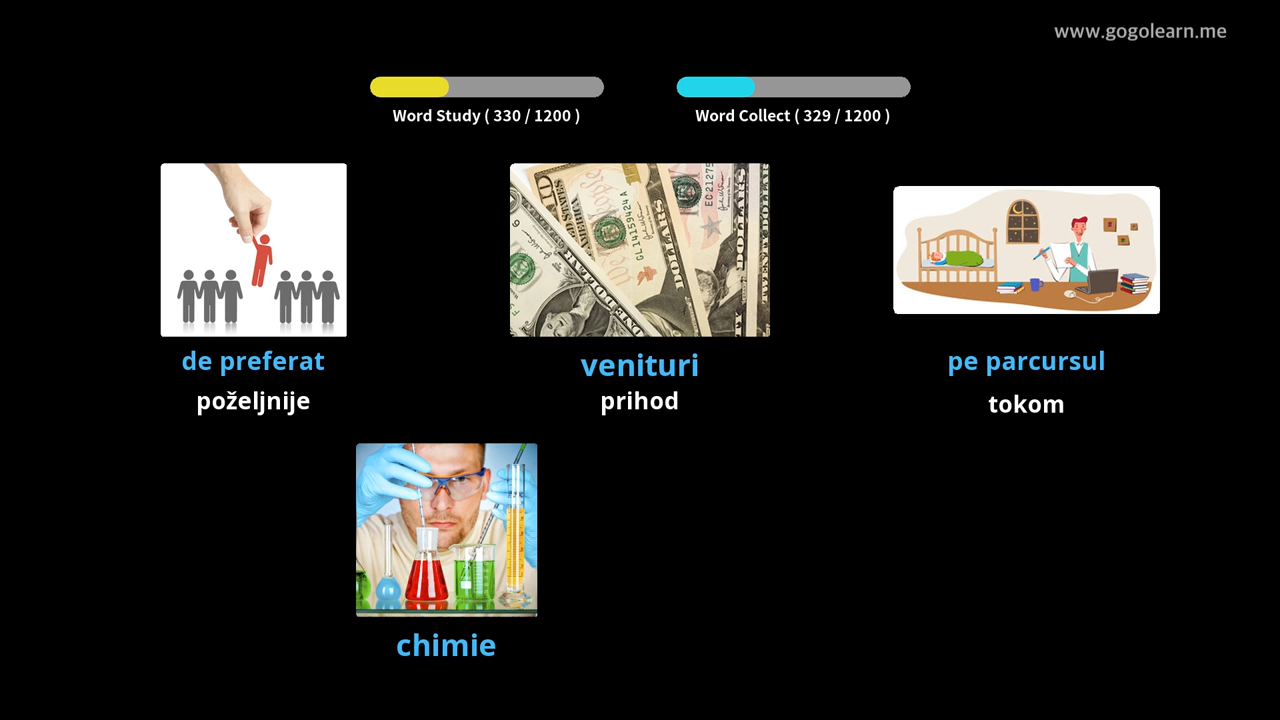 www.gogolearn.me
Word Study ( 330 / 1200 )
Word Collect ( 329 / 1200 )
de preferat
venituri
pe parcursul
poželjnije
prihod
tokom
chimie